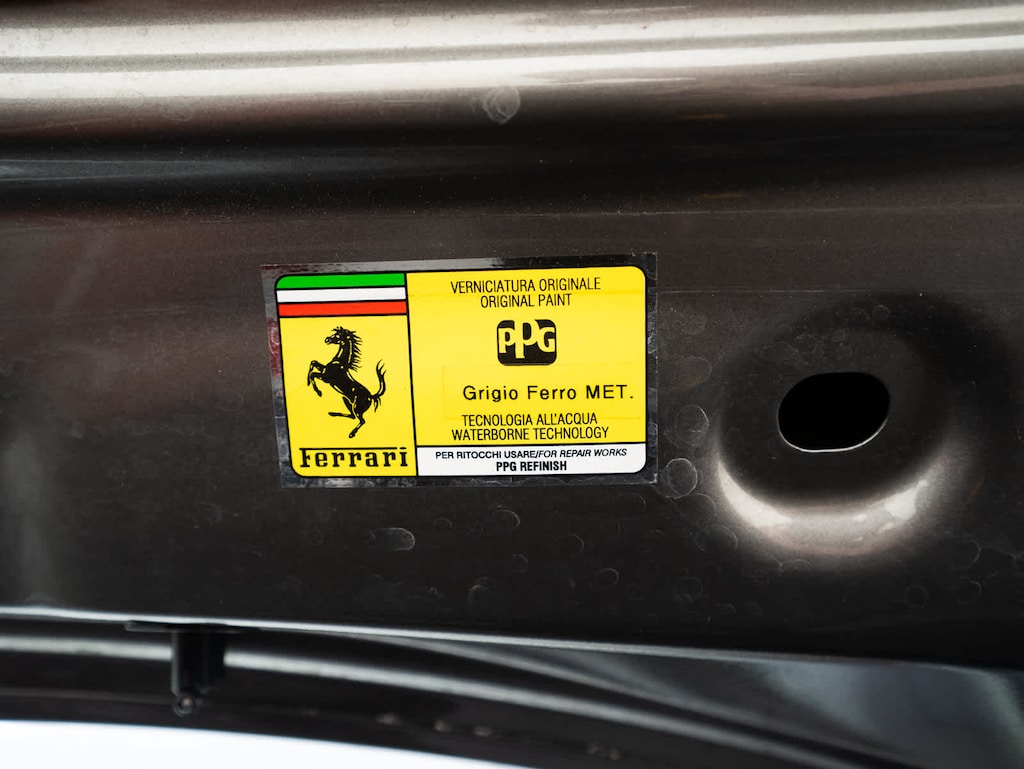 Ferrari
VERNICIATURA ORIGINALE
ORIGINAL PAINT
PPG
Grigio Ferro MET.
TECNOLOGIA ALL'ACQUA
WATERBORNE TECHNOLOGY
PER RITOCCHI USARE/FOR REPAIR WORKS
PPG REFINISH